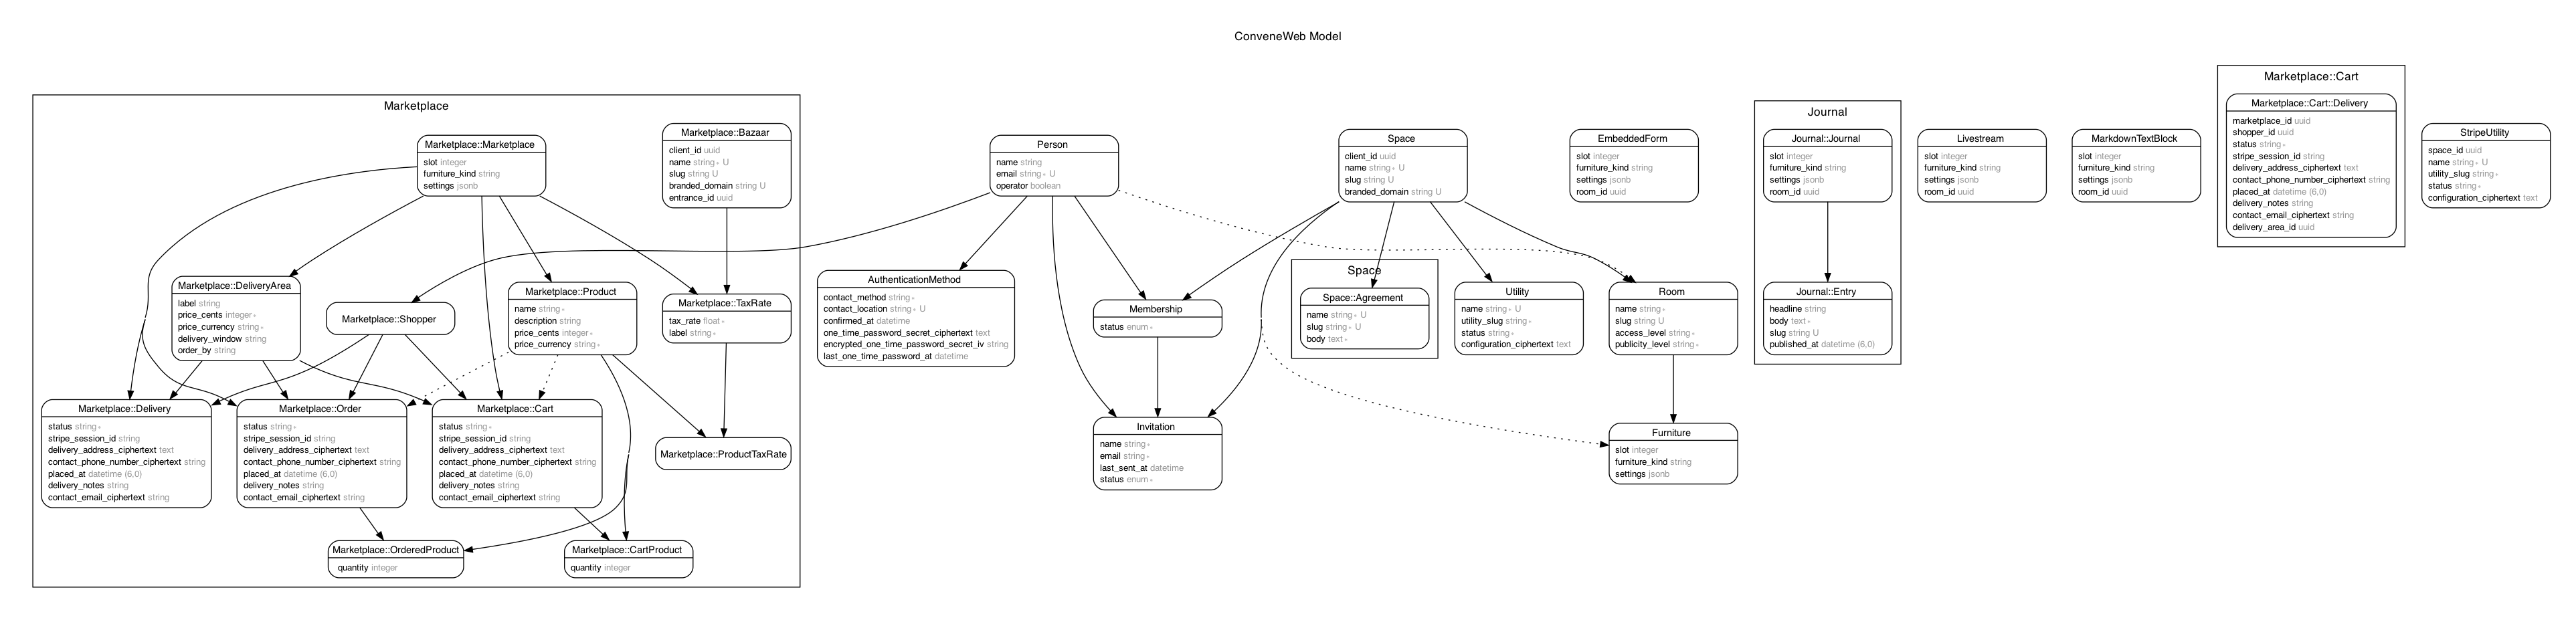 ConveneWeb Model
Marketplace
Marketplace::Marketplace
slot integer
furniture_kind string
settings jsonb
Marketplace::Bazaar
client_id uuid
name string∗ U
slug string U
branded_domain string U
entrance_id uuid
Marketplace::DeliveryArea
label string
price_cents integer∗
price_currency string∗
delivery_window string
order_by string
Marketplace::Shopper
Marketplace::Product
name string∗
description string
price_cents integer∗
price_currency string∗
Marketplace::TaxRate
tax_rate float∗
label string∗
Marketplace::Delivery
status string∗
stripe_session_id string
delivery_address_ciphertext text
contact_phone_number_ciphertext string
placed_at datetime (6,0)
delivery_notes string
contact_email_ciphertext string
Marketplace::Order
status string∗
stripe_session_id string
delivery_address_ciphertext text
contact_phone_number_ciphertext string
placed_at datetime (6,0)
delivery_notes string
contact_email_ciphertext string
Marketplace::Cart
status string∗
stripe_session_id string
delivery_address_ciphertext text
contact_phone_number_ciphertext string
placed_at datetime (6,0)
delivery_notes string
contact_email_ciphertext string
Marketplace::ProductTaxRate
Marketplace::OrderedProduct
quantity integer
Marketplace::CartProduct
quantity integer
Person
name string
email string∗ U
operator boolean
AuthenticationMethod
contact_method string∗
contact_location string∗ U
confirmed_at datetime
one_time_password_secret_ciphertext text
encrypted_one_time_password_secret_iv string
last_one_time_password_at datetime
Membership
status enum∗
Invitation
name string∗
email string∗
last_sent_at datetime
status enum∗
Space
client_id uuid
name string∗ U
slug string U
branded_domain string U
Space
Space::Agreement
name string∗ U
slug string∗ U
body text∗
Utility
name string∗ U
utility_slug string∗
status string∗
configuration_ciphertext text
EmbeddedForm
slot integer
furniture_kind string
settings jsonb
room_id uuid
Room
name string∗
slug string U
access_level string∗
publicity_level string∗
Furniture
slot integer
furniture_kind string
settings jsonb
Journal
Journal::Journal
slot integer
furniture_kind string
settings jsonb
room_id uuid
Journal::Entry
headline string
body text∗
slug string U
published_at datetime (6,0)
Livestream
slot integer
furniture_kind string
settings jsonb
room_id uuid
MarkdownTextBlock
slot integer
furniture_kind string
settings jsonb
room_id uuid
Marketplace::Cart
Marketplace::Cart::Delivery
marketplace_id uuid
shopper_id uuid
status string∗
stripe_session_id string
delivery_address_ciphertext text
contact_phone_number_ciphertext string
placed_at datetime (6,0)
delivery_notes string
contact_email_ciphertext string
delivery_area_id uuid
StripeUtility
space_id uuid
name string∗ U
utility_slug string∗
status string∗
configuration_ciphertext text